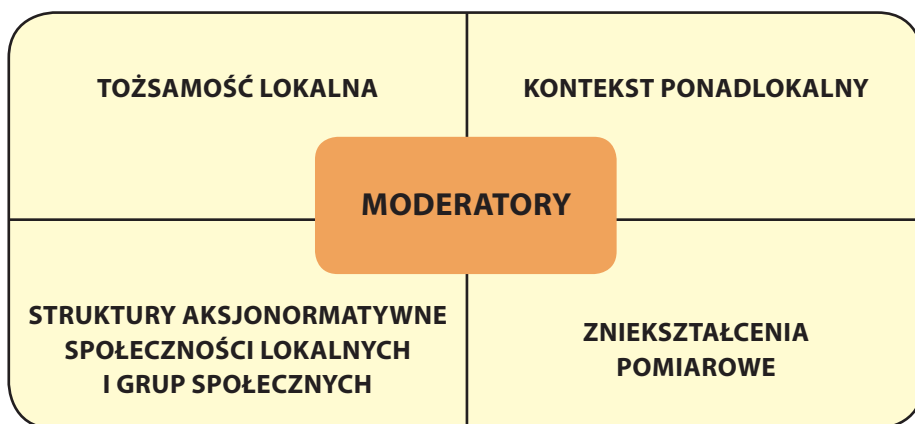 TOŻSAMOŚĆ LOKALNA
KONTEKST PONADLOKALNY
MODERATORY
STRUKTURY AKSJONORMATYWNE
SPOŁECZNOŚCI LOKALNYCH
I GRUP SPOŁECZNYCH
ZNIEKSZTAŁCENIA
POMIAROWE